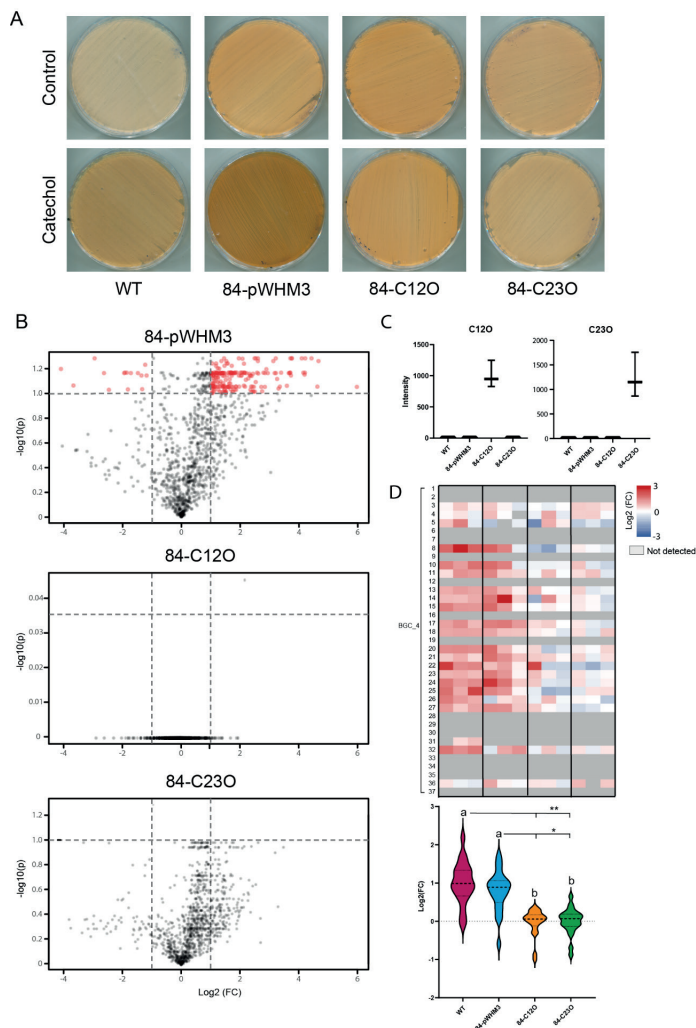 A
Control
Catechol
WT
84-pWHM3
84-C12O
84-C23O
B
84-pWHM3
1.2
1.0
0.8
0.6
0.4
0.2
0
-log10(p)
-4
-2
0
2
4
6
84-C12O
0.04
0.03
0.02
0.01
0
-log10(p)
-4
-2
0
2
4
6
84-C23O
1.2
1.0
0.8
0.6
0.4
0.2
0
-log10(p)
-4
-2
0
2
4
6
Log2 (FC)
C
C12O
Intensity
1500
1000
500
0
WT
84-pWHM3
84-C12O
84-C23O
C23O
2000
1500
1000
500
0
WT
84-pWHM3
84-C12O
84-C23O
D
BGC_4
1
2
3
4
5
6
7
8
9
10
11
12
13
14
15
16
17
18
19
20
21
22
23
24
25
26
27
28
29
30
31
32
33
34
35
36
37
3
0
-3
Log2 (FC)
Not detected
Log2(FC)
2
1
0
-1
-2
a
a
b
b
**
*
WT
84-pWHM3
84-C12O
84-C23O